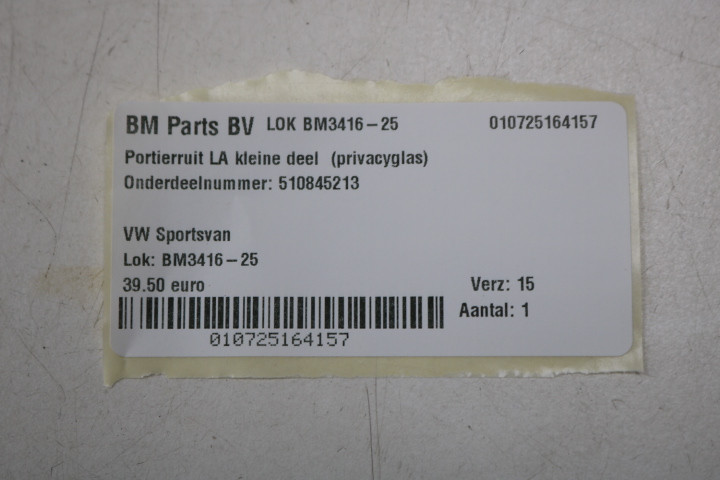 BM Parts BV LOK BM3416-25 010725164157
Portierruit LA kleine deel (privacyglas)
Onderdeelnummer: 510845213
VW Sportsvan
Lok: BM3416-25
39.50 euro Verz: 15
Aantal: 1
010725164157